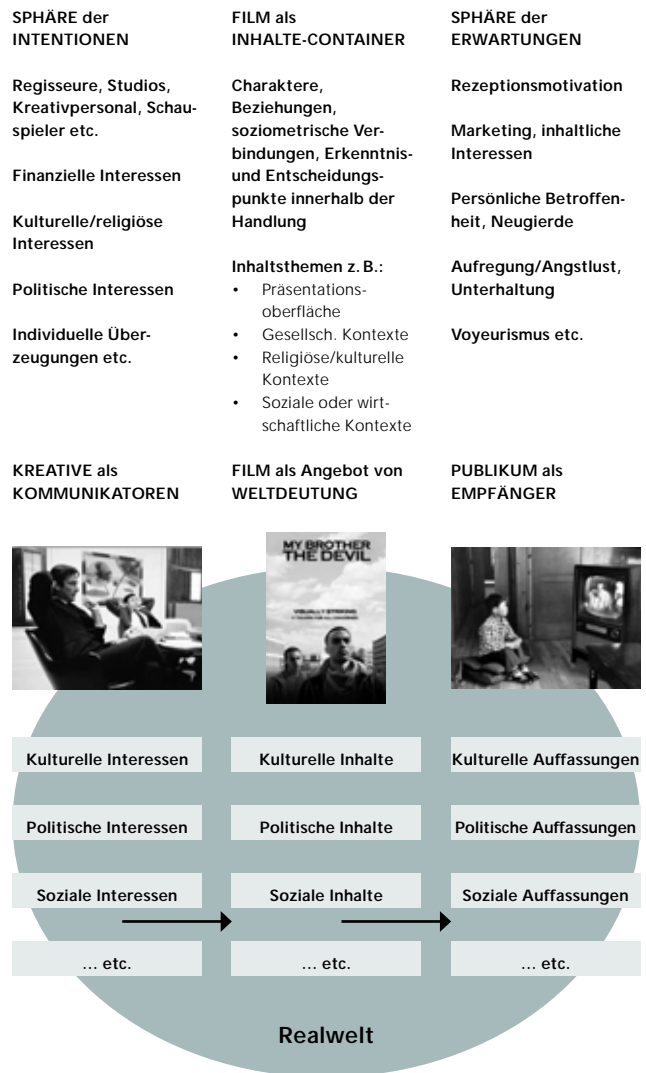 SPHÄRE der
INTENTIONEN
Regisseure, Studios,
Kreativpersonal, Schau-
spieler etc.
Finanzielle Interessen
Kulturelle/religiöse
Interessen
Politische Interessen
Individuelle Über-
zeugungen etc.
KREATIVE als
KOMMUNIKATOREN
FILM als
INHALTE-CONTAINER
Charaktere,
Beziehungen,
soziometrische Ver-
bindungen, Erkenntnis-
und Entscheidungs-
punkte innerhalb der
Handlung
Inhaltsthemen z. B.:
• Präsentations-
oberfläche
• Gesellsch. Kontexte
• Religiöse/kulturelle
Kontexte
• Soziale oder wirt-
schaftliche Kontexte
FILM als Angebot von
WELTDEUTUNG
SPHÄRE der
ERWARTUNGEN
Rezeptionsmotivation
Marketing, inhaltliche
Interessen
Persönliche Betroffen-
heit, Neugierde
Aufregung/Angstlust,
Unterhaltung
Voyeurismus etc.
PUBLIKUM als
EMPFÄNGER
MY BROTHER
THE DEVIL
VISUALLY STRIKING
Kulturelle Interessen
Kulturelle Inhalte
Kulturelle Auffassungen
Politische Interessen
Politische Inhalte
Politische Auffassungen
Soziale Interessen
Soziale Inhalte
Soziale Auffassungen
... etc.
... etc.
... etc.
Realwelt